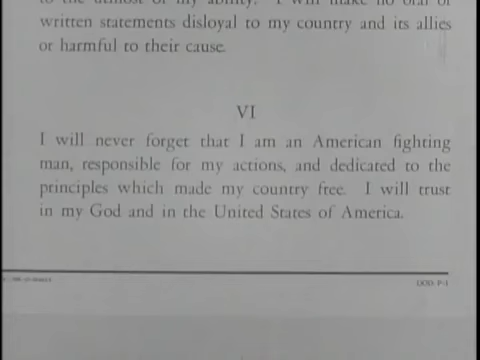 to the utmost of my ability. I will make no oral or
written statements disloyal to my country and its allies
or harmful to their cause.
VI
I will never forget that I am an American fighting
man, responsible for my actions, and dedicated to the
principles which made my country free. I will trust
in my God and in the United States of America.
DOD P-1